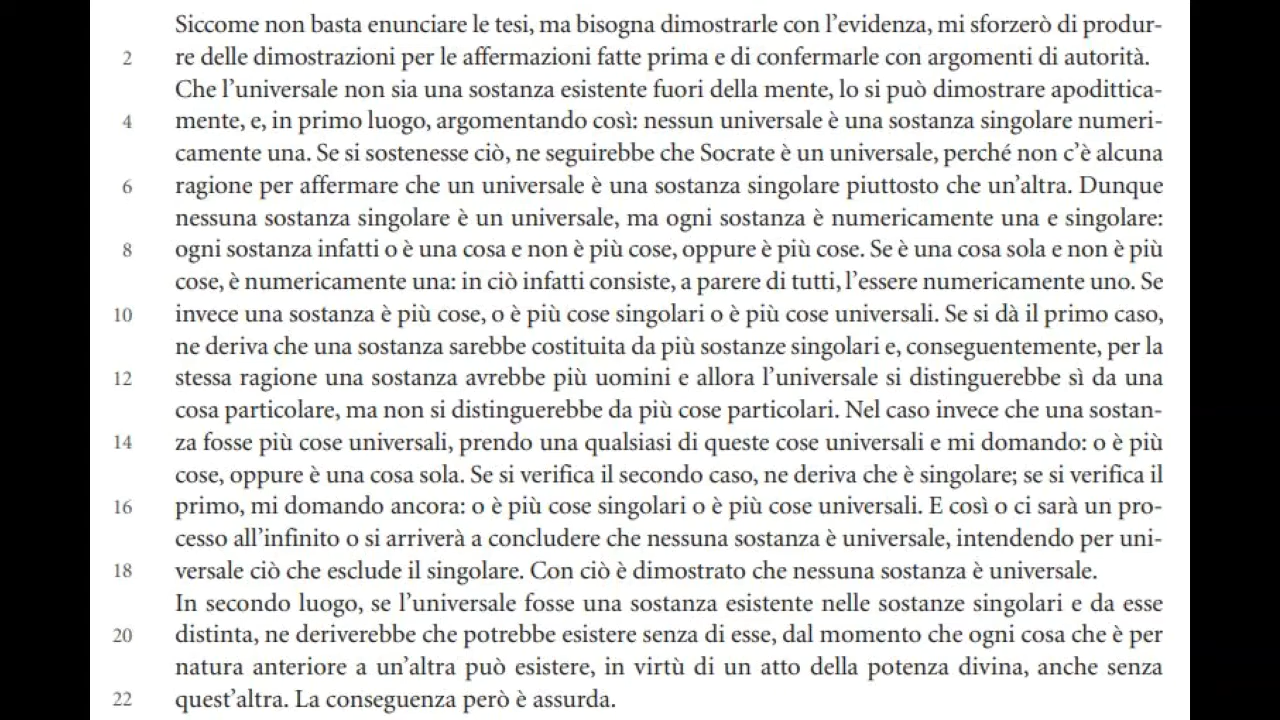 Siccome non basta enunciare le tesi, ma bisogna dimostrarle con l'evidenza, mi sforzerò di produr-
2 re delle dimostrazioni per le affermazioni fatte prima e di confermarle con argomenti di autorità.
Che l'universale non sia una sostanza esistente fuori della mente, lo si può dimostrare apodittica-
4 mente, e, in primo luogo, argomentando così: nessun universale è una sostanza singolare numeri-
camente una. Se si sostenesse ciò, ne seguirebbe che Socrate è un universale, perché non c'è alcuna
6 ragione per affermare che un universale è una sostanza singolare piuttosto che un'altra. Dunque
nessuna sostanza singolare è un universale, ma ogni sostanza è numericamente una e singolare:
8 ogni sostanza infatti o è una cosa e non è più cose, oppure è più cose. Se è una cosa sola e non è più
cose, è numericamente una: in ciò infatti consiste, a parere di tutti, l'essere numericamente uno. Se
10 invece una sostanza è più cose, o è più cose singolari o è più cose universali. Se si dà il primo caso,
ne deriva che una sostanza sarebbe costituita da più sostanze singolari e, conseguentemente, per la
12 stessa ragione una sostanza avrebbe più uomini e allora l'universale si distinguerebbe sì da una
cosa particolare, ma non si distinguerebbe da più cose particolari. Nel caso invece che una sostan-
14 za fosse più cose universali, prendo una qualsiasi di queste cose universali e mi domando: o è più
cose, oppure è una cosa sola. Se si verifica il secondo caso, ne deriva che è singolare; se si verifica il
16 primo, mi domando ancora: o è più cose singolari o è più cose universali. E così o ci sarà un pro-
cesso all'infinito o si arriverà a concludere che nessuna sostanza è universale, intendendo per uni-
18 versale ciò che esclude il singolare. Con ciò è dimostrato che nessuna sostanza è universale.
In secondo luogo, se l'universale fosse una sostanza esistente nelle sostanze singolari e da esse
20 distinta, ne deriverebbe che potrebbe esistere senza di esse, dal momento che ogni cosa che è per
natura anteriore a un'altra può esistere, in virtù di un atto della potenza divina, anche senza
22 quest'altra. La conseguenza però è assurda.